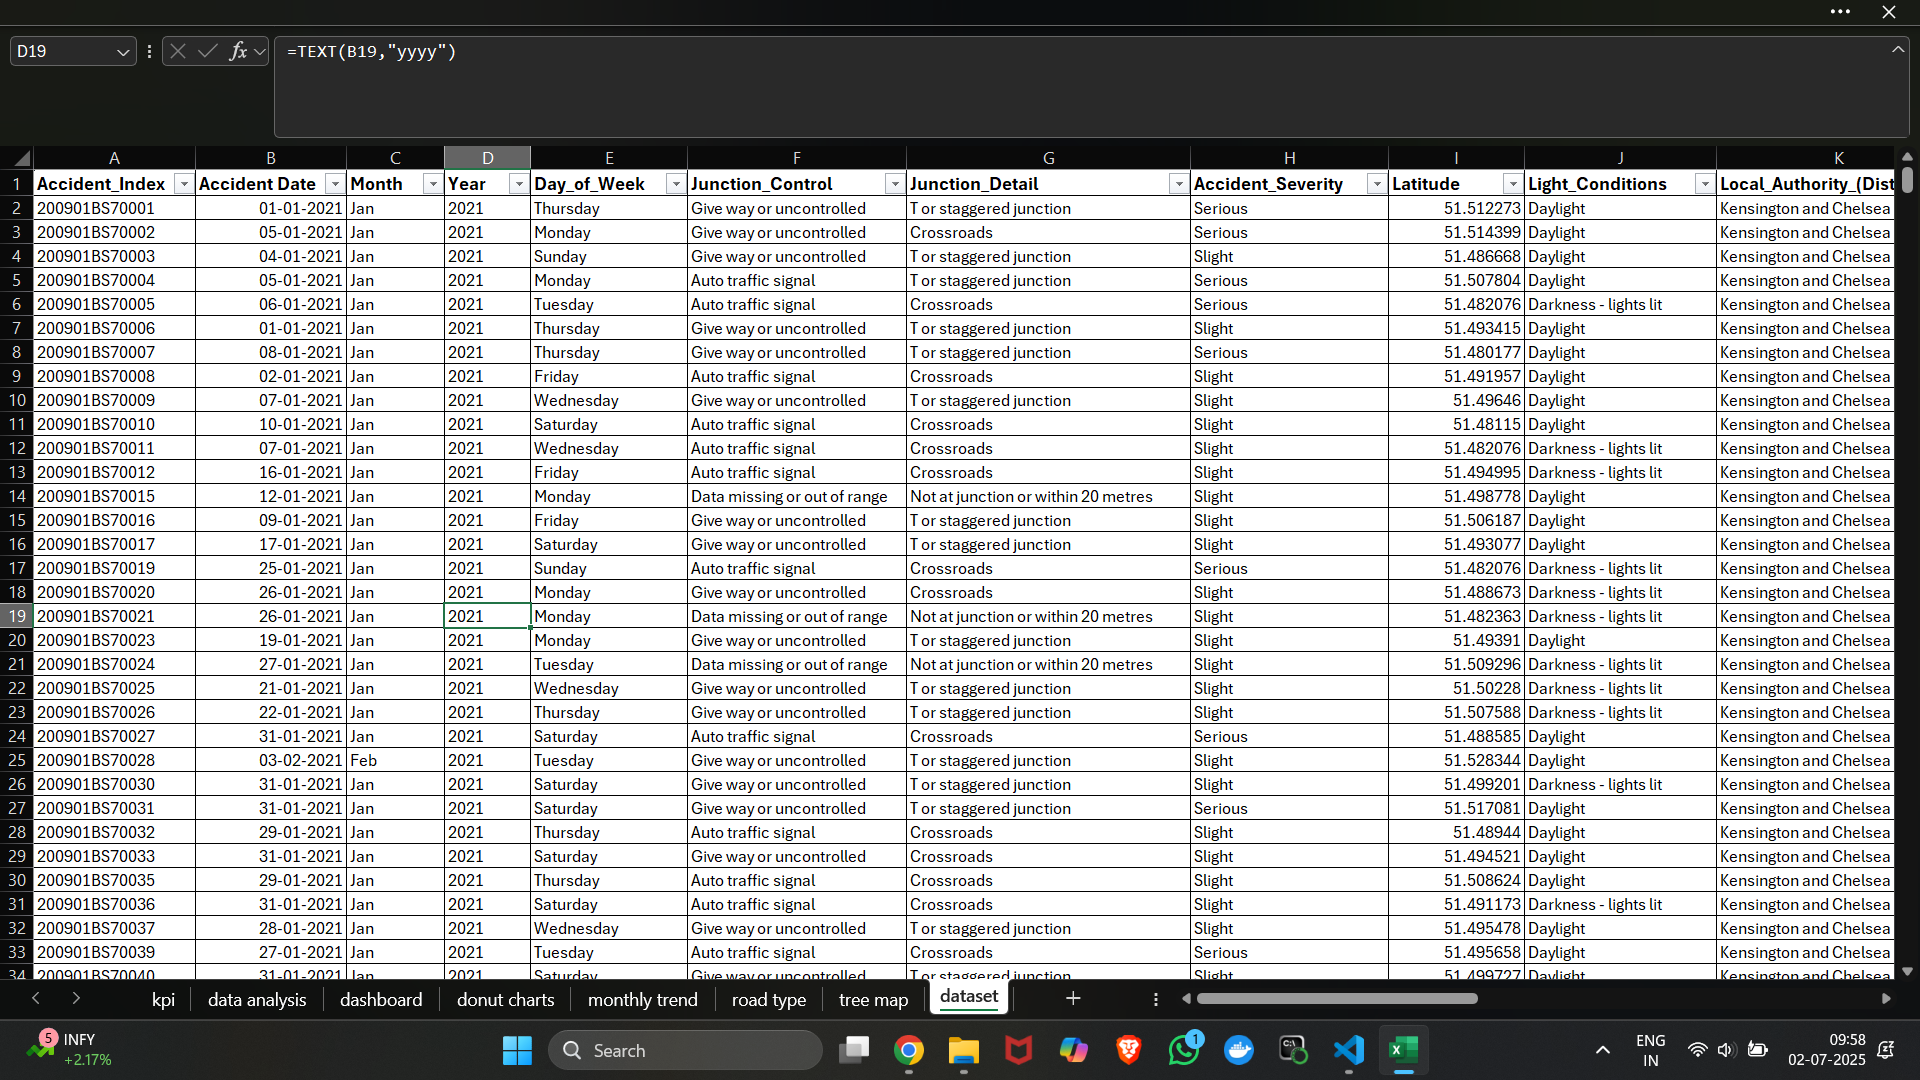 D19 fx =TEXT(B19,"yyyy")
A B C D E F G H I J K
1 Accident_Index Accident Date Month Year Day_of_Week Junction_Control Junction_Detail Accident_Severity Latitude Light_Conditions Local_Authority_(Dist
2 200901BS70001 01-01-2021 Jan 2021 Thursday Give way or uncontrolled T or staggered junction Serious 51.512273 Daylight Kensington and Chelsea
3 200901BS70002 05-01-2021 Jan 2021 Monday Give way or uncontrolled Crossroads Serious 51.514399 Daylight Kensington and Chelsea
4 200901BS70003 04-01-2021 Jan 2021 Sunday Give way or uncontrolled T or staggered junction Slight 51.486668 Daylight Kensington and Chelsea
5 200901BS70004 05-01-2021 Jan 2021 Monday Auto traffic signal T or staggered junction Serious 51.507804 Daylight Kensington and Chelsea
6 200901BS70005 06-01-2021 Jan 2021 Tuesday Auto traffic signal Crossroads Serious 51.482076 Darkness - lights lit Kensington and Chelsea
7 200901BS70006 01-01-2021 Jan 2021 Thursday Give way or uncontrolled T or staggered junction Slight 51.493415 Daylight Kensington and Chelsea
8 200901BS70007 08-01-2021 Jan 2021 Thursday Give way or uncontrolled T or staggered junction Serious 51.480177 Daylight Kensington and Chelsea
9 200901BS70008 02-01-2021 Jan 2021 Friday Auto traffic signal Crossroads Slight 51.491957 Daylight Kensington and Chelsea
10 200901BS70009 07-01-2021 Jan 2021 Wednesday Give way or uncontrolled T or staggered junction Slight 51.49646 Daylight Kensington and Chelsea
11 200901BS70010 10-01-2021 Jan 2021 Saturday Auto traffic signal Crossroads Slight 51.48115 Daylight Kensington and Chelsea
12 200901BS70011 07-01-2021 Jan 2021 Wednesday Auto traffic signal Crossroads Slight 51.482076 Darkness - lights lit Kensington and Chelsea
13 200901BS70012 16-01-2021 Jan 2021 Friday Auto traffic signal Crossroads Slight 51.494995 Darkness - lights lit Kensington and Chelsea
14 200901BS70015 12-01-2021 Jan 2021 Monday Data missing or out of range Not at junction or within 20 metres Slight 51.498778 Daylight Kensington and Chelsea
15 200901BS70016 09-01-2021 Jan 2021 Friday Give way or uncontrolled T or staggered junction Slight 51.506187 Daylight Kensington and Chelsea
16 200901BS70017 17-01-2021 Jan 2021 Saturday Give way or uncontrolled T or staggered junction Slight 51.493077 Daylight Kensington and Chelsea
17 200901BS70019 25-01-2021 Jan 2021 Sunday Auto traffic signal Crossroads Serious 51.482076 Darkness - lights lit Kensington and Chelsea
18 200901BS70020 26-01-2021 Jan 2021 Monday Give way or uncontrolled Crossroads Slight 51.488673 Darkness - lights lit Kensington and Chelsea
19 200901BS70021 26-01-2021 Jan 2021 Monday Data missing or out of range Not at junction or within 20 metres Slight 51.482363 Darkness - lights lit Kensington and Chelsea
20 200901BS70023 19-01-2021 Jan 2021 Monday Give way or uncontrolled T or staggered junction Slight 51.49391 Daylight Kensington and Chelsea
21 200901BS70024 27-01-2021 Jan 2021 Tuesday Data missing or out of range Not at junction or within 20 metres Slight 51.509296 Darkness - lights lit Kensington and Chelsea
22 200901BS70025 21-01-2021 Jan 2021 Wednesday Give way or uncontrolled T or staggered junction Slight 51.50228 Darkness - lights lit Kensington and Chelsea
23 200901BS70026 22-01-2021 Jan 2021 Thursday Give way or uncontrolled T or staggered junction Slight 51.507588 Darkness - lights lit Kensington and Chelsea
24 200901BS70027 31-01-2021 Jan 2021 Saturday Auto traffic signal Crossroads Serious 51.488585 Daylight Kensington and Chelsea
25 200901BS70028 03-02-2021 Feb 2021 Tuesday Give way or uncontrolled T or staggered junction Slight 51.528344 Daylight Kensington and Chelsea
26 200901BS70030 31-01-2021 Jan 2021 Saturday Give way or uncontrolled T or staggered junction Slight 51.499201 Darkness - lights lit Kensington and Chelsea
27 200901BS70031 31-01-2021 Jan 2021 Saturday Give way or uncontrolled T or staggered junction Serious 51.517081 Daylight Kensington and Chelsea
28 200901BS70032 29-01-2021 Jan 2021 Thursday Auto traffic signal Crossroads Slight 51.48944 Daylight Kensington and Chelsea
29 200901BS70033 31-01-2021 Jan 2021 Saturday Give way or uncontrolled Crossroads Slight 51.494521 Daylight Kensington and Chelsea
30 200901BS70035 29-01-2021 Jan 2021 Thursday Auto traffic signal Crossroads Slight 51.508624 Daylight Kensington and Chelsea
31 200901BS70036 31-01-2021 Jan 2021 Saturday Auto traffic signal Crossroads Slight 51.491173 Darkness - lights lit Kensington and Chelsea
32 200901BS70037 28-01-2021 Jan 2021 Wednesday Give way or uncontrolled T or staggered junction Slight 51.495478 Daylight Kensington and Chelsea
33 200901BS70039 27-01-2021 Jan 2021 Tuesday Auto traffic signal Crossroads Serious 51.495658 Daylight Kensington and Chelsea
34 200901BS70040 31-01-2021 Jan 2021 Saturday Give way or uncontrolled T or staggered junction Slight 51.499727 Daylight Kensington and Chelsea
kpi data analysis dashboard donut charts monthly trend road type tree map dataset
5 INFY
+2.17%
Search
1
ENG
IN
09:58
02-07-2025